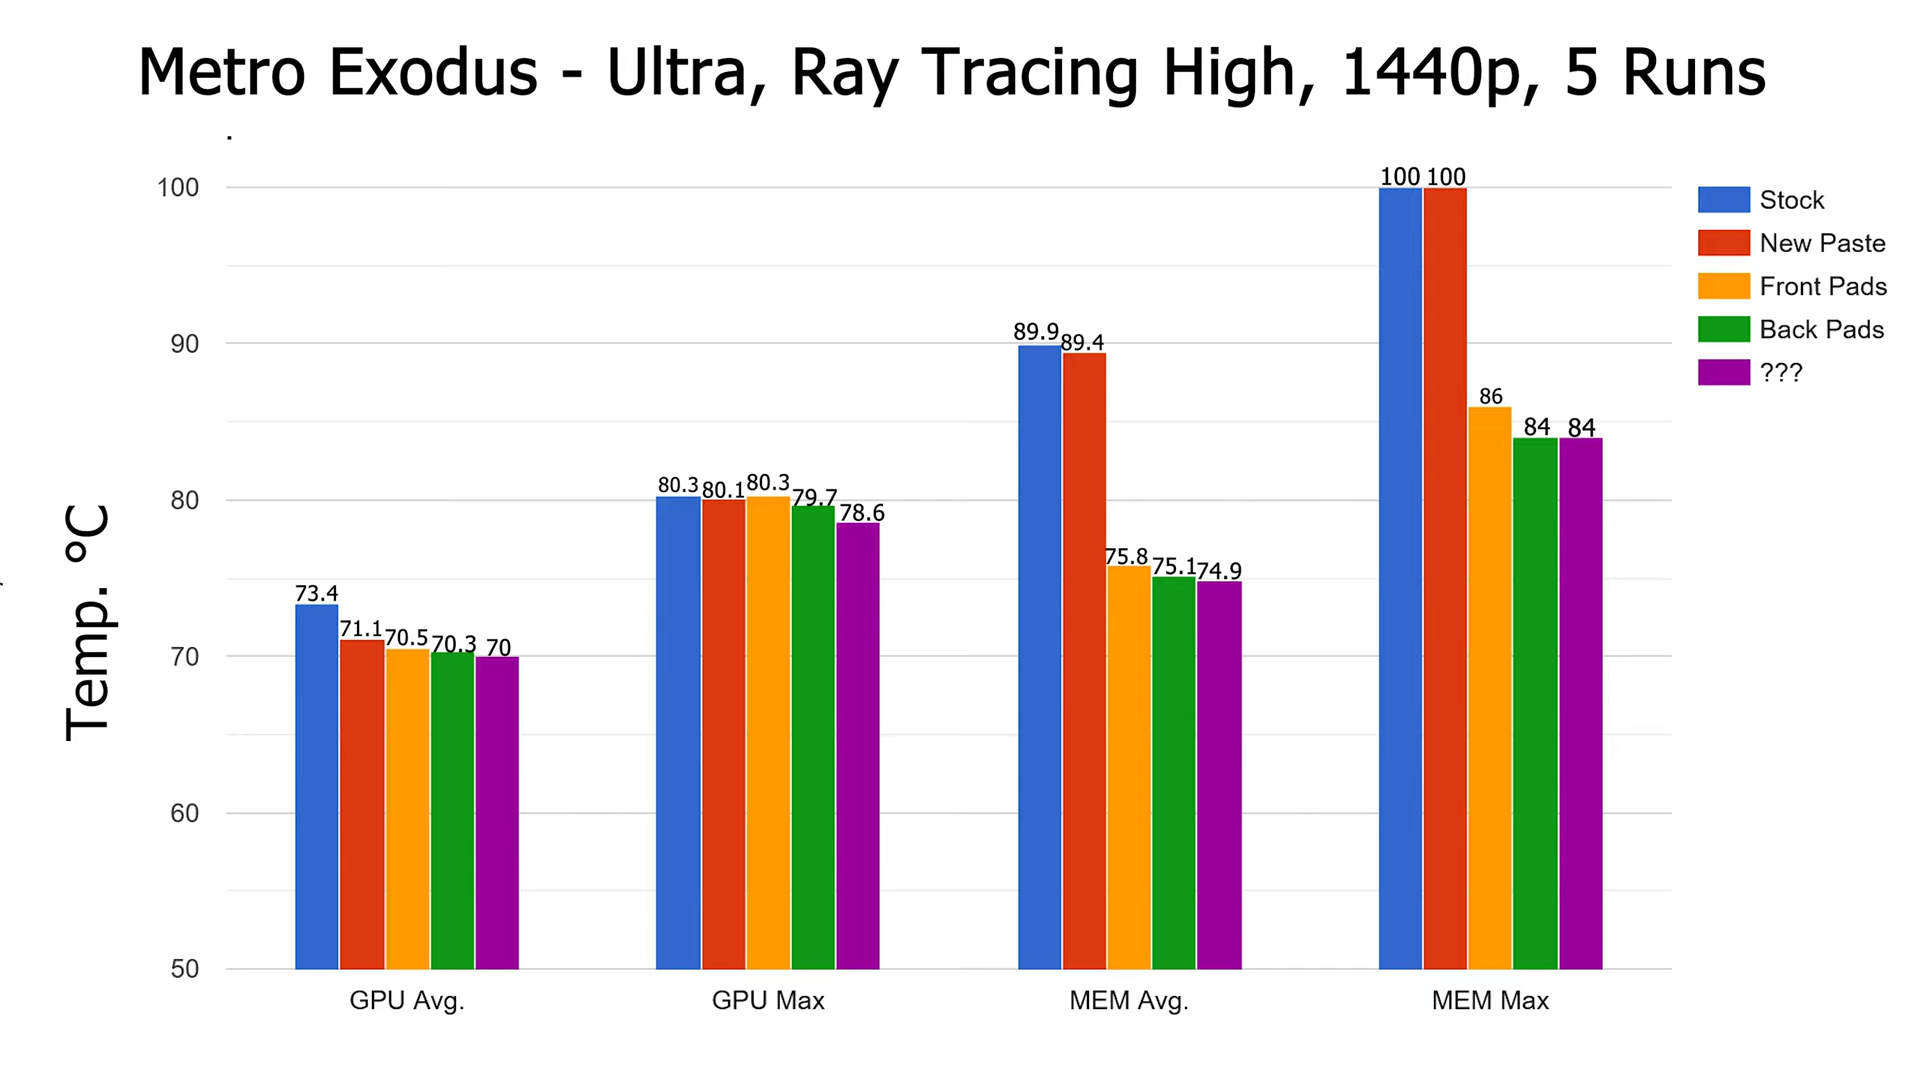 Metro Exodus - Ultra, Ray Tracing High, 1440p, 5 Runs
Temp. °C
100
90
80
70
60
50
73.4 71.1 70.5 70.3 70
80.3 80.1 80.3 79.7 78.6
89.9 89.4 75.8 75.1 74.9
100 100 86 84 84
GPU Avg. GPU Max MEM Avg. MEM Max
Stock
New Paste
Front Pads
Back Pads
???